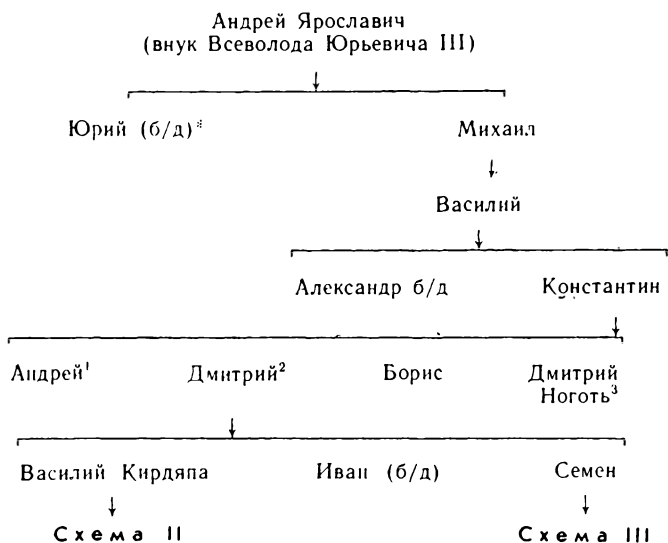 Андрей Ярославич
(внук Всеволода Юрьевича III)
Юрий (б/д)* Михаил
Василий
Александр б/д Константин
Андрей¹ Дмитрий² Борис Дмитрий
Ноготь³
Василий Кирдяпа Иван (б/д) Семен
Схема II Схема III